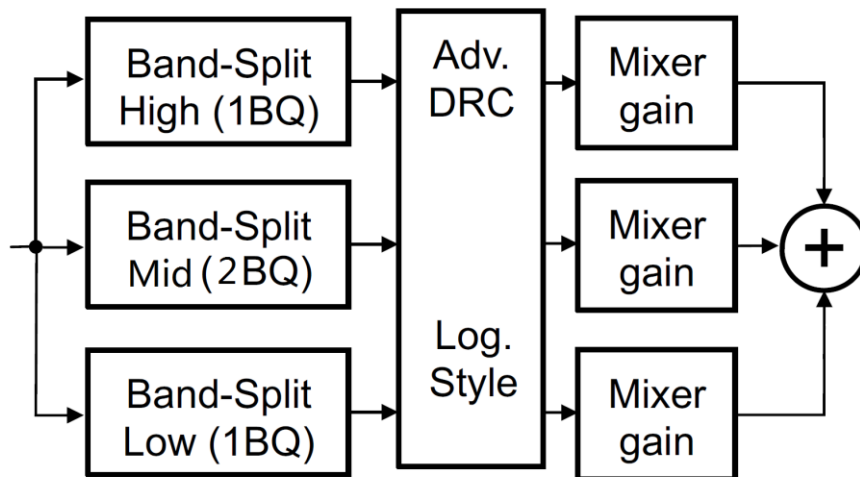 Band-Split
High (1BQ)
Adv.
DRC
Mixer
gain
Band-Split
Mid (2BQ)
Mixer
gain
+
Band-Split
Low (1BQ)
Log.
Style
Mixer
gain